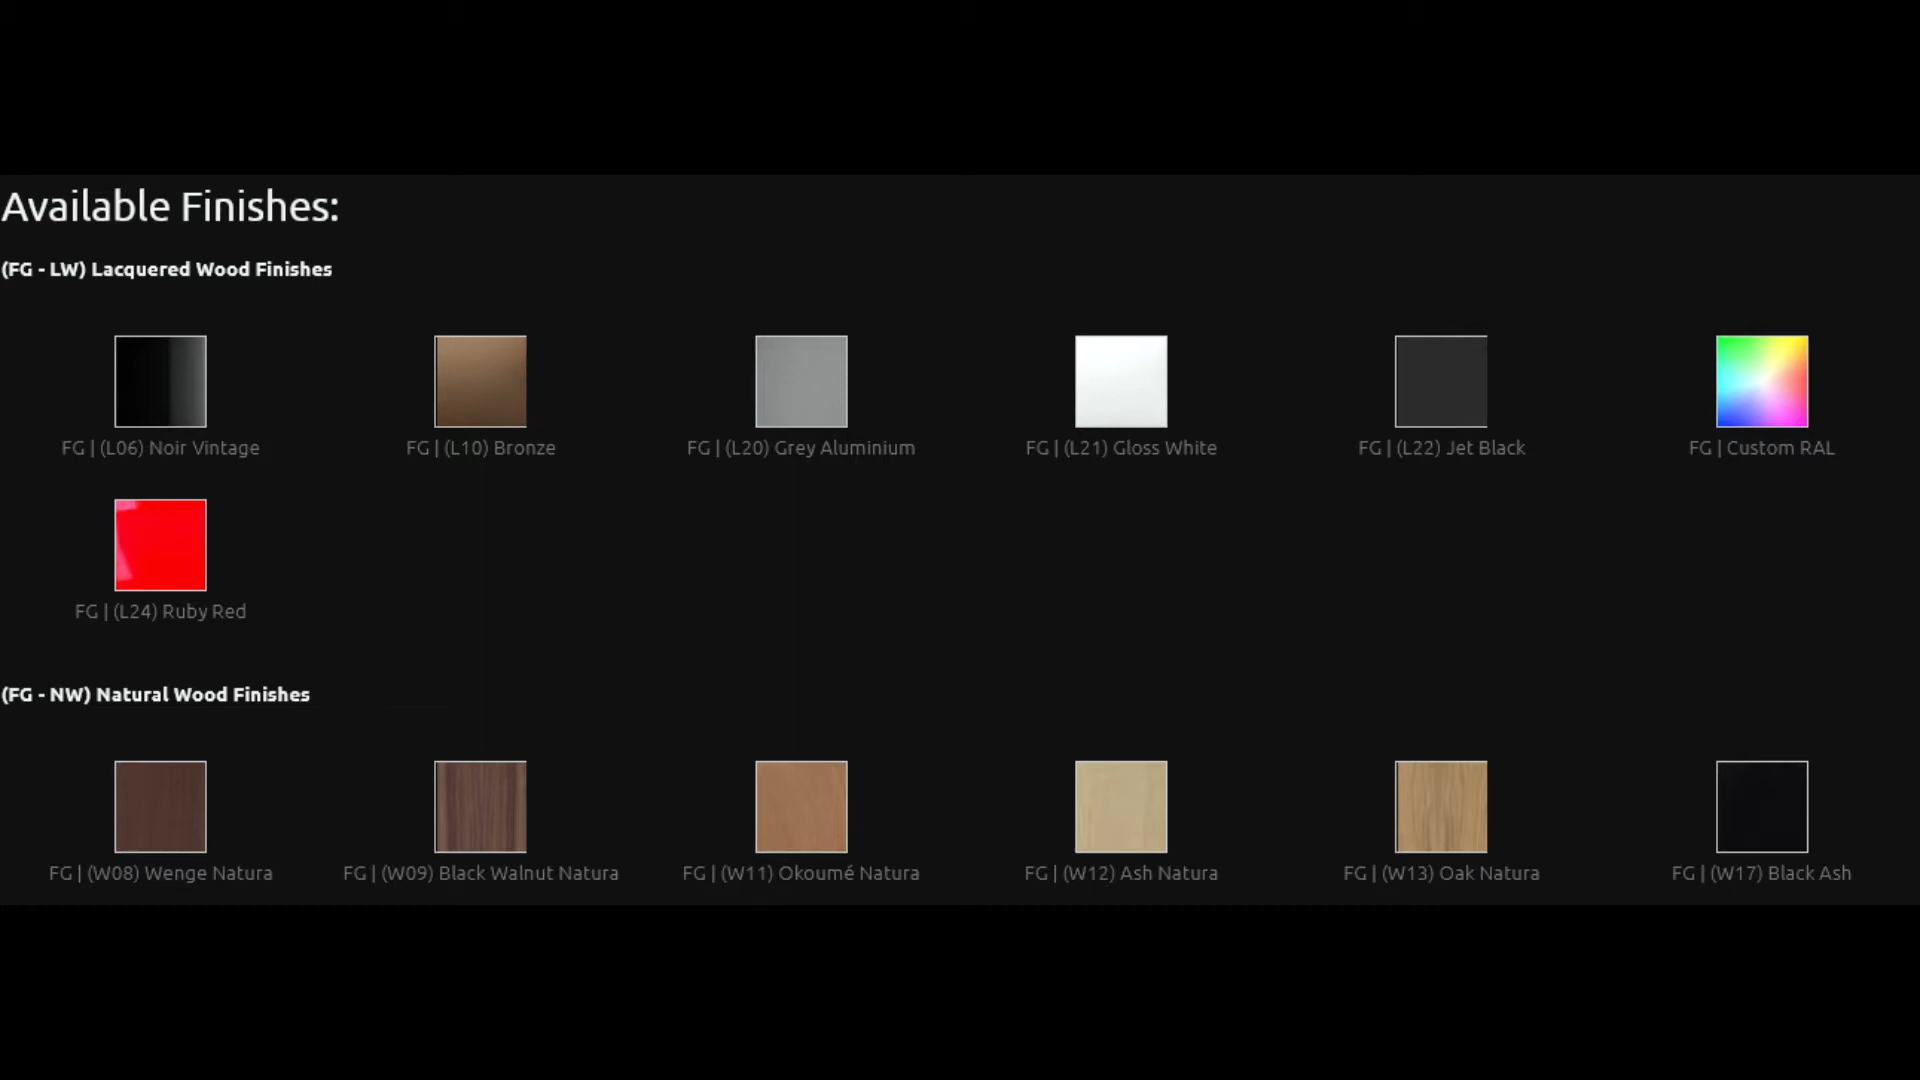 Available Finishes:
(FG - LW) Lacquered Wood Finishes
FG | (L06) Noir Vintage
FG | (L10) Bronze
FG | (L20) Grey Aluminium
FG | (L21) Gloss White
FG | (L22) Jet Black
FG | Custom RAL
FG | (L24) Ruby Red
(FG - NW) Natural Wood Finishes
FG | (W08) Wenge Natura
FG | (W09) Black Walnut Natura
FG | (W11) Okoumé Natura
FG | (W12) Ash Natura
FG | (W13) Oak Natura
FG | (W17) Black Ash